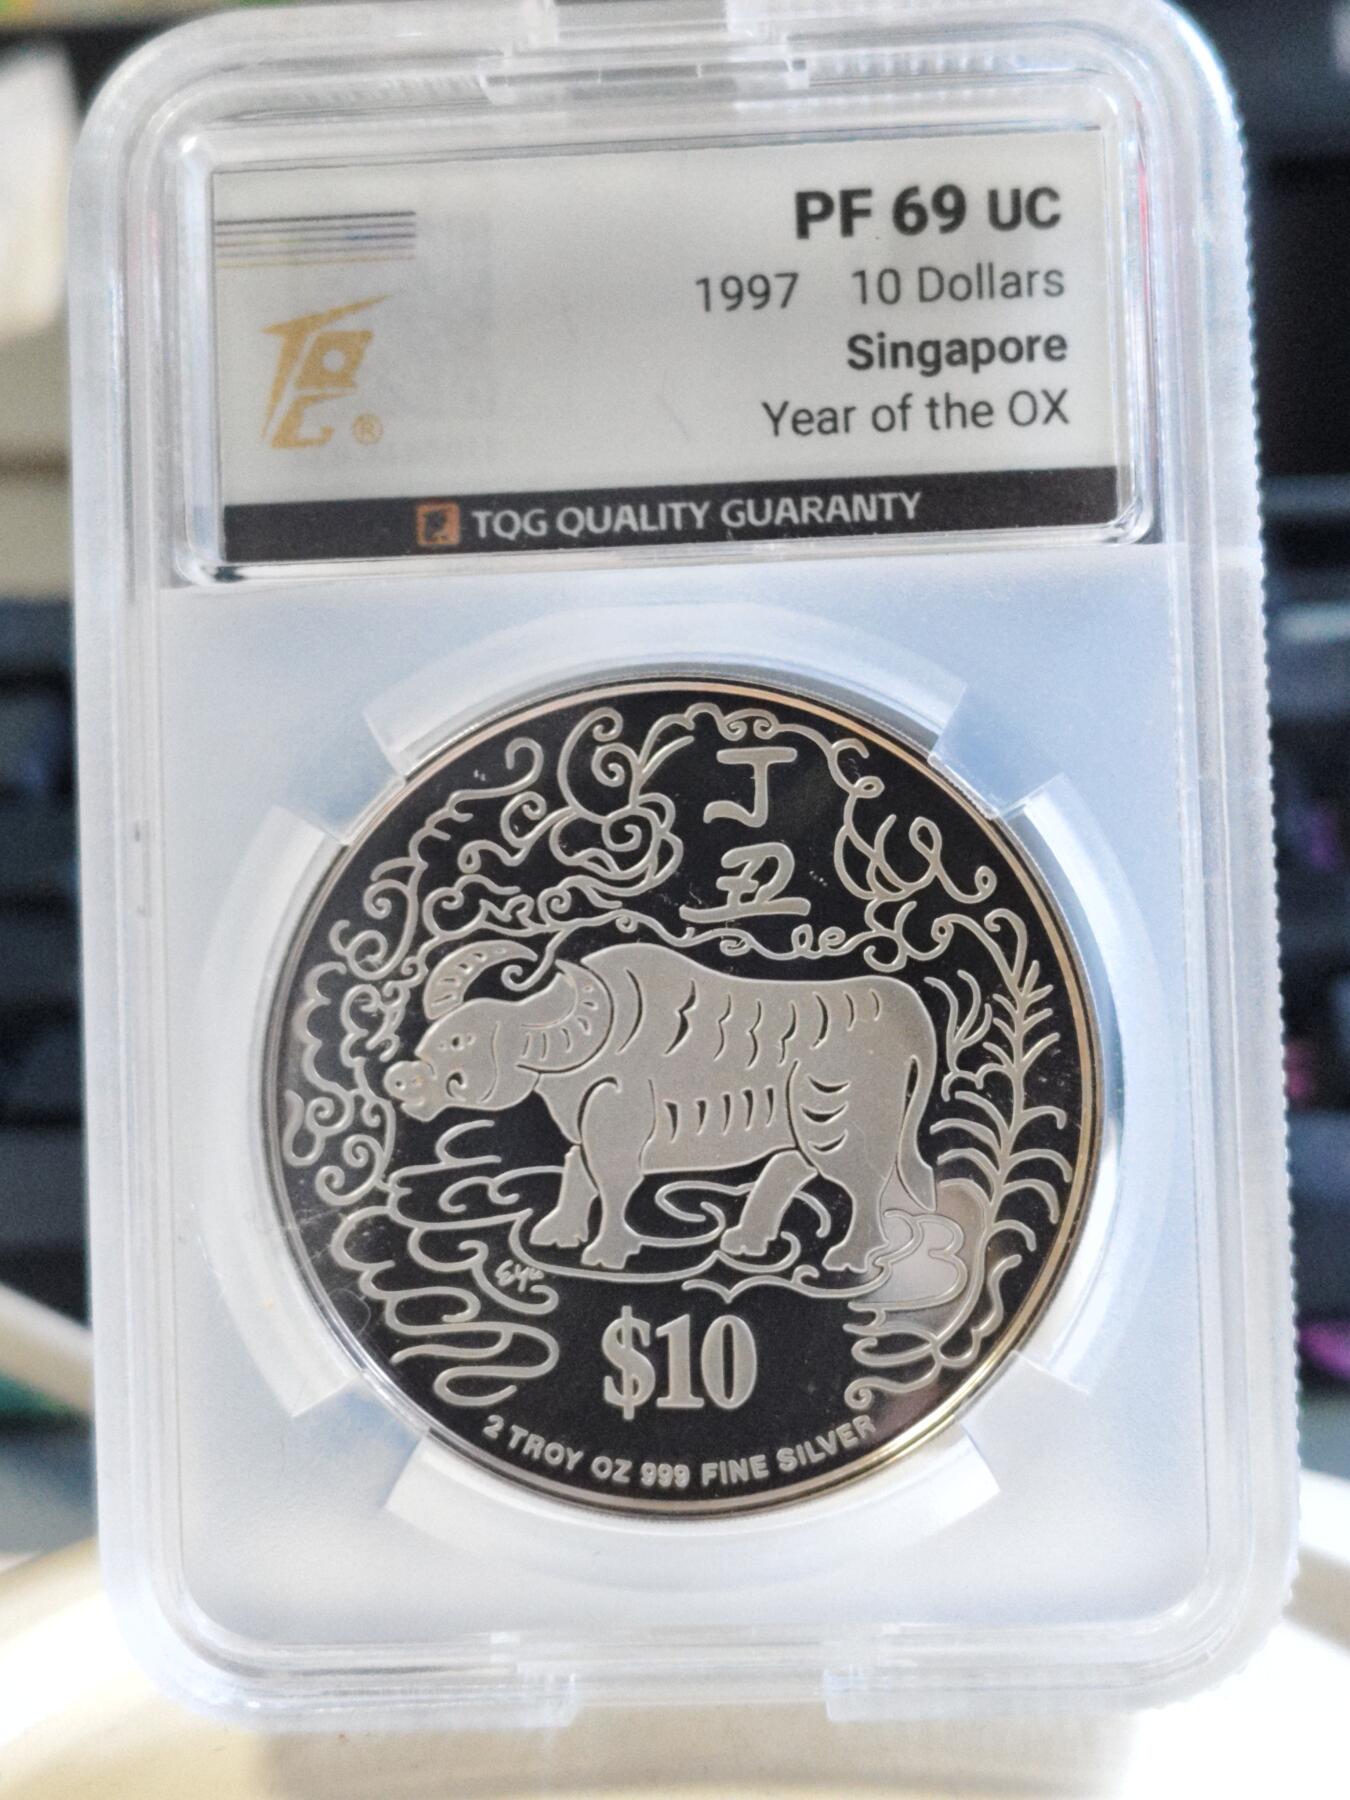 PF 69 UC
1997 10 Dollars
Singapore
Year of the OX
TQG ®
TQG QUALITY GUARANTY
丁
丑
$10
2 TROY OZ 999 FINE SILVER